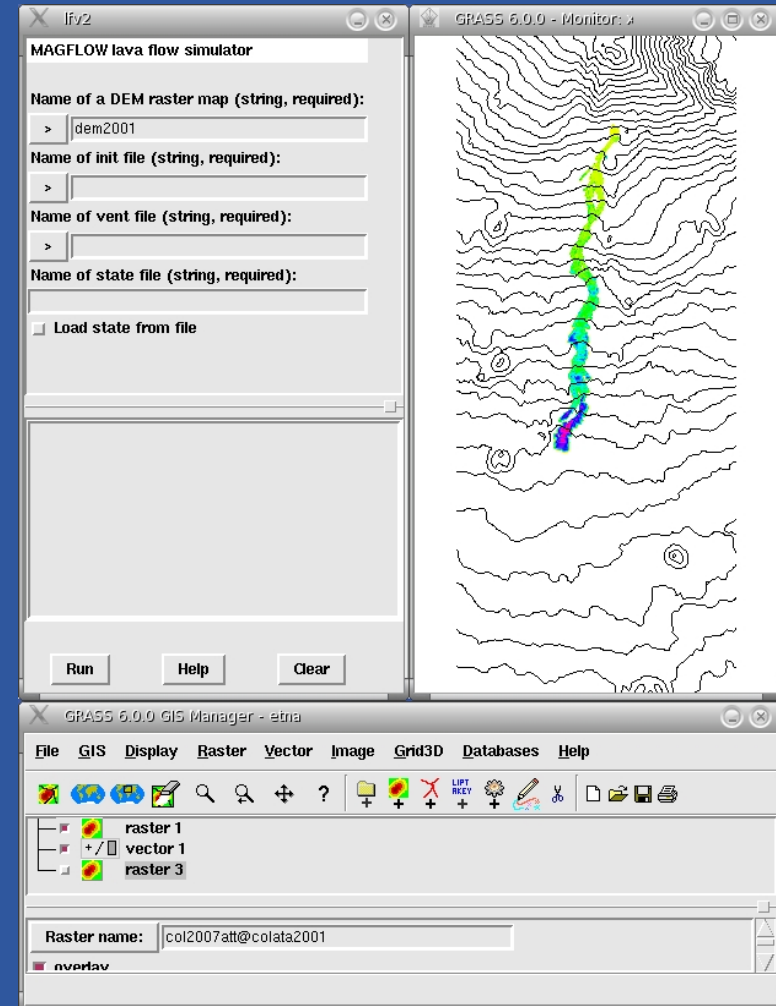 lfv2
MAGFLOW lava flow simulator
Name of a DEM raster map (string, required):
> dem2001
Name of init file (string, required):
>
Name of vent file (string, required):
>
Name of state file (string, required):
Load state from file
Run Help Clear
GRASS 6.0.0 - Monitor: x
GRASS 6.0.0 GIS Manager - etna
File GIS Display Raster Vector Image Grid3D Databases Help
raster 1
vector 1
raster 3
Raster name: col2007att@colata2001
overlay